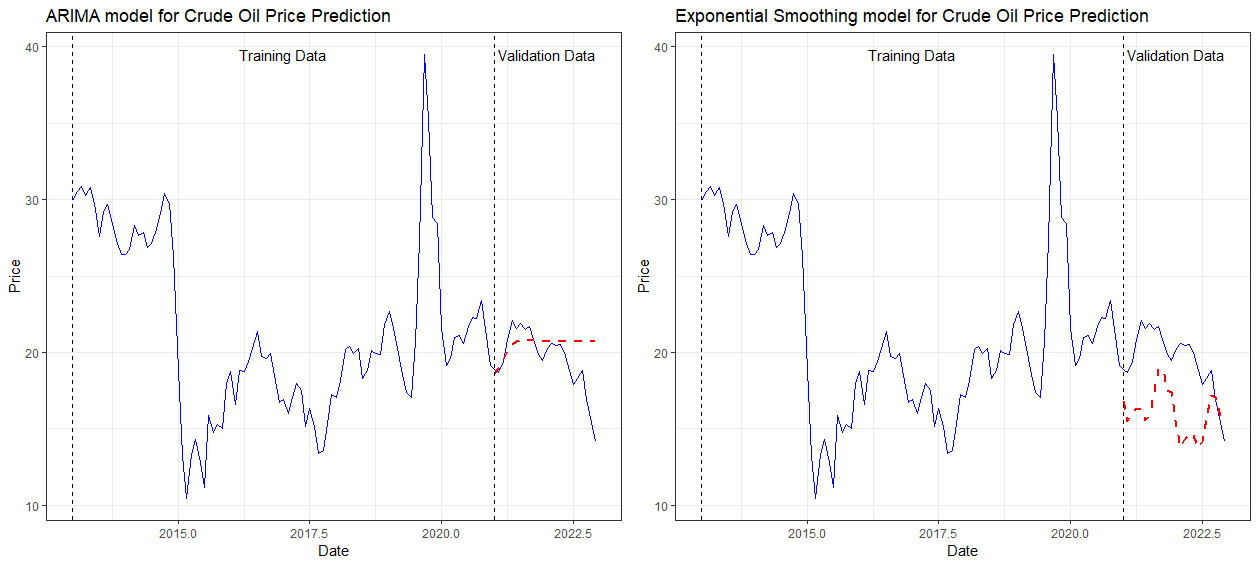 ARIMA model for Crude Oil Price Prediction
Training Data
Validation Data
40
30
20
10
Price
2015.0
2017.5
2020.0
2022.5
Date
Exponential Smoothing model for Crude Oil Price Prediction
Training Data
Validation Data
40
30
20
10
Price
2015.0
2017.5
2020.0
2022.5
Date